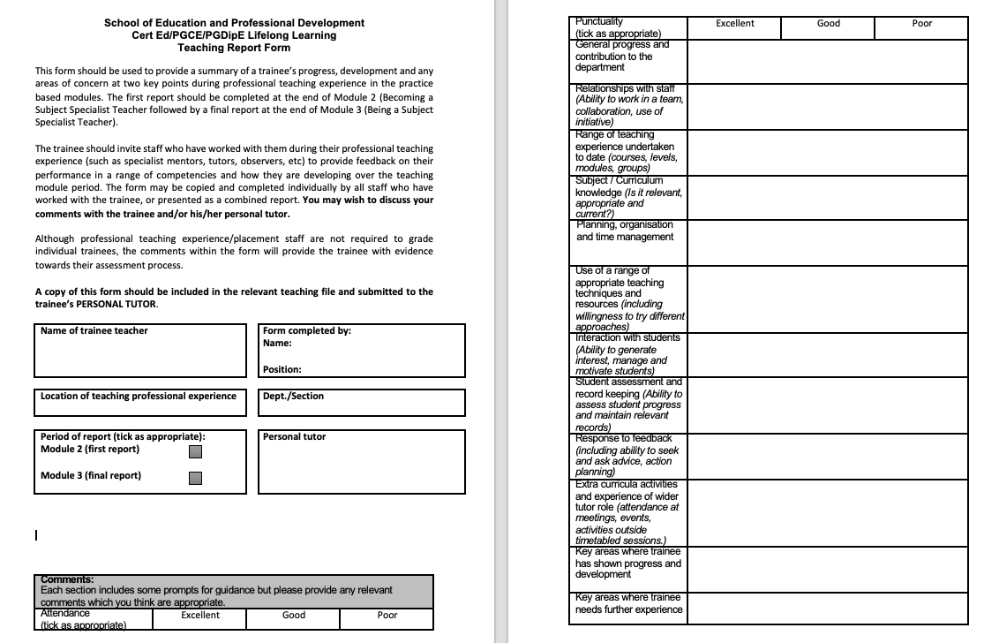 School of Education and Professional Development
Cert Ed/PGCE/PGDipE Lifelong Learning
Teaching Report Form
This form should be used to provide a summary of a trainee's progress, development and any
areas of concern at two key points during professional teaching experience in the practice
based modules. The first report should be completed at the end of Module 2 (Becoming a
Subject Specialist Teacher followed by a final report at the end of Module 3 (Being a Subject
Specialist Teacher).
The trainee should invite staff who have worked with them during their professional teaching
experience (such as specialist mentors, tutors, observers, etc) to provide feedback on their
performance in a range of competencies and how they are developing over the teaching
module period. The form may be copied and completed individually by all staff who have
worked with the trainee, or presented as a combined report. You may wish to discuss your
comments with the trainee and/or his/her personal tutor.
Although professional teaching experience/placement staff are not required to grade
individual trainees, the comments within the form will provide the trainee with evidence
towards their assessment process.
A copy of this form should be included in the relevant teaching file and submitted to the
trainee's PERSONAL TUTOR.
Name of trainee teacher
Form completed by:
Name:
Position:
Location of teaching professional experience
Dept./Section
Period of report (tick as appropriate):
Module 2 (first report)
Module 3 (final report)
Personal tutor
Comments:
Each section includes some prompts for guidance but please provide any relevant
comments which you think are appropriate.
Attendance
(tick as appropriate)
Excellent
Good
Poor
Punctuality
(tick as appropriate)
Excellent
Good
Poor
General progress and
contribution to the
department
Relationships with staff
(Ability to work in a team,
collaboration, use of
initiative)
Range of teaching
experience undertaken
to date (courses, levels,
modules, groups)
Subject / Curriculum
knowledge (Is it relevant,
appropriate and
current?)
Planning, organisation
and time management
Use of a range of
appropriate teaching
techniques and
resources (including
willingness to try different
approaches)
Interaction with students
(Ability to generate
interest, manage and
motivate students)
Student assessment and
record keeping (Ability to
assess student progress
and maintain relevant
records)
Response to feedback
(including ability to seek
and ask advice, action
planning)
Extra curricula activities
and experience of wider
tutor role (attendance at
meetings, events,
activities outside
timetabled sessions.)
Key areas where trainee
has shown progress and
development
Key areas where trainee
needs further experience